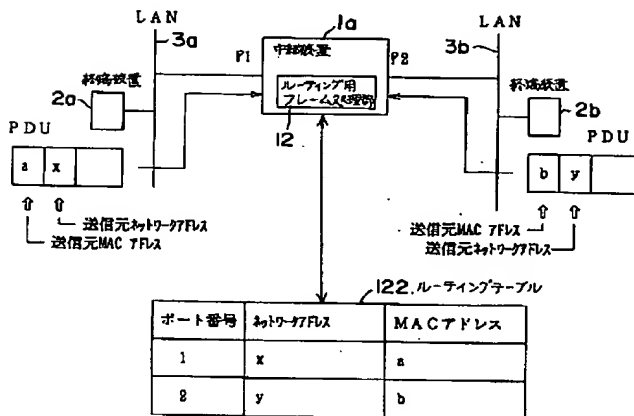 LAN
3a
P1
1a
中継装置
ルーティング用
フレーム処理部
12
P2
LAN
3b
終端装置
2a
PDU
a x
送信元ネットワークアドレス
送信元MAC アドレス
終端装置
2b
PDU
b y
送信元MAC アドレス
送信元ネットワークアドレス
122.ルーティングテーブル
ポート番号 ネットワークアドレス MACアドレス
1 x a
2 y b